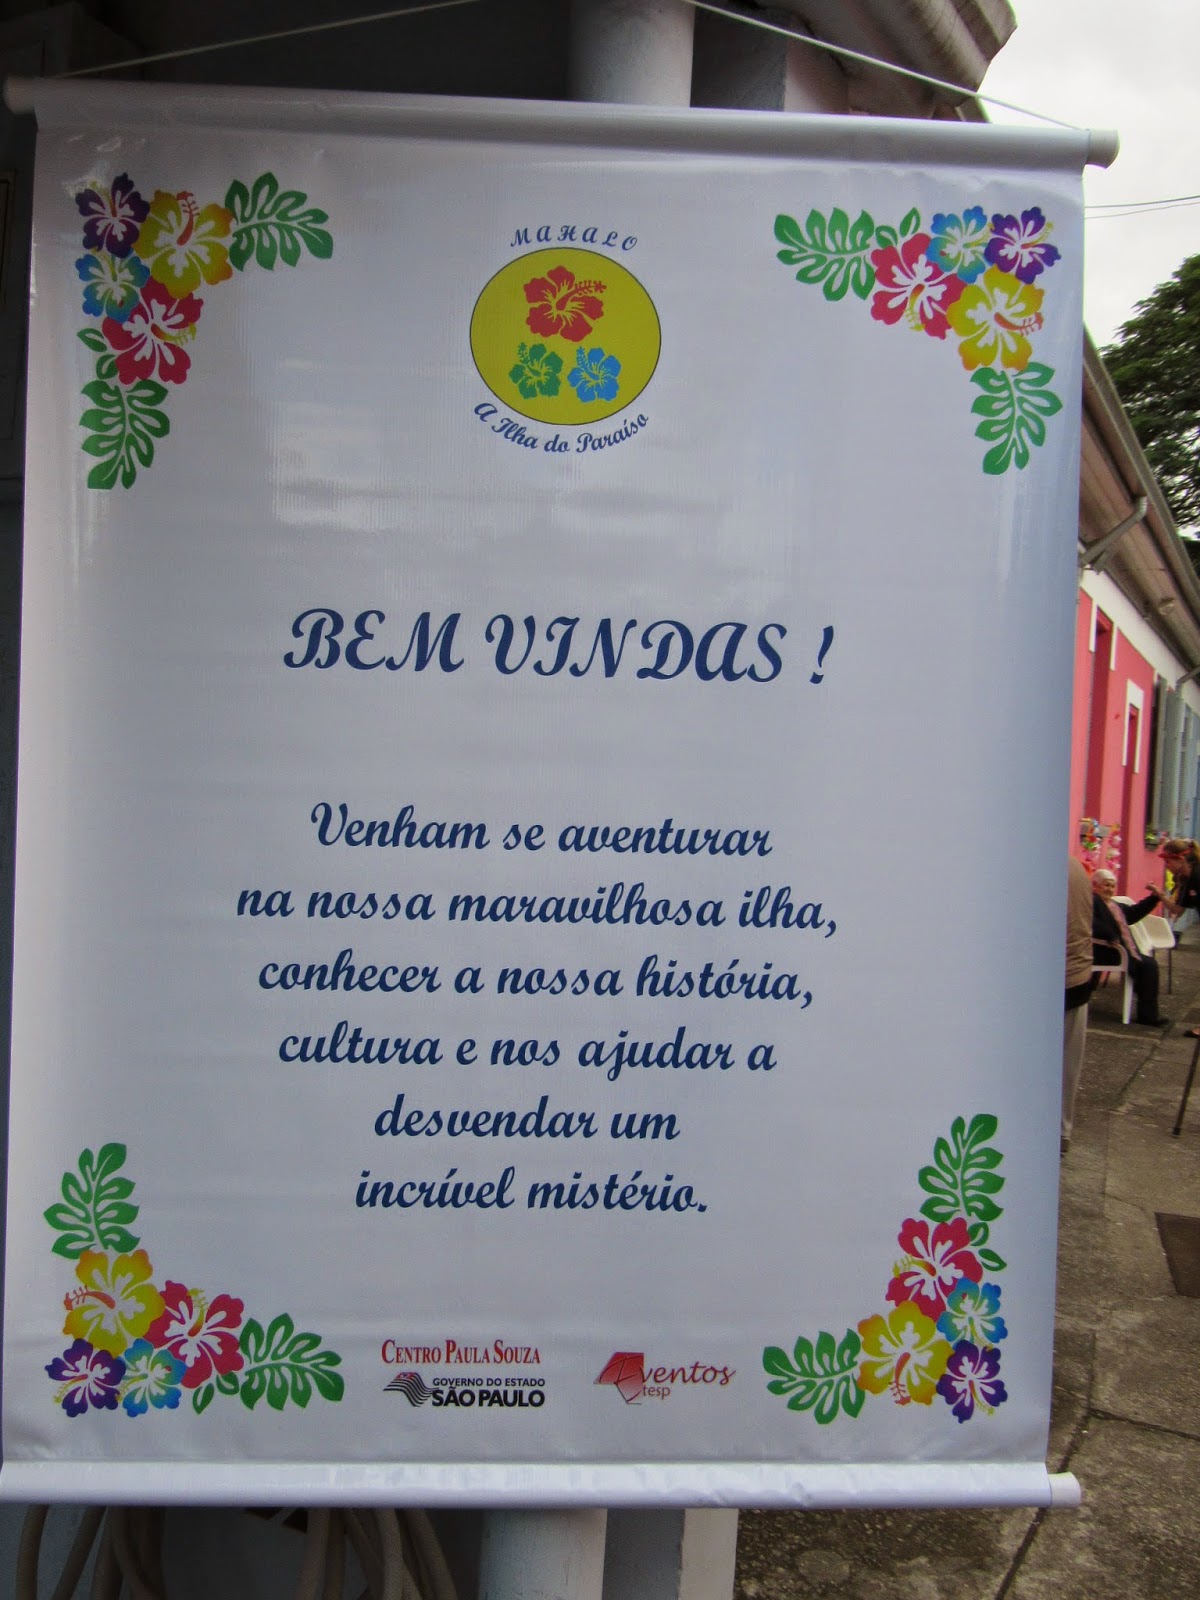 MAHALO
A Ilha do Paraíso
BEM VINDAS !
Venham se aventurar
na nossa maravilhosa ilha,
conhecer a nossa história,
cultura e nos ajudar a
desvendar um
incrível mistério.
CENTRO PAULA SOUZA
GOVERNO DO ESTADO
SÃO PAULO
Eventos
Etesp